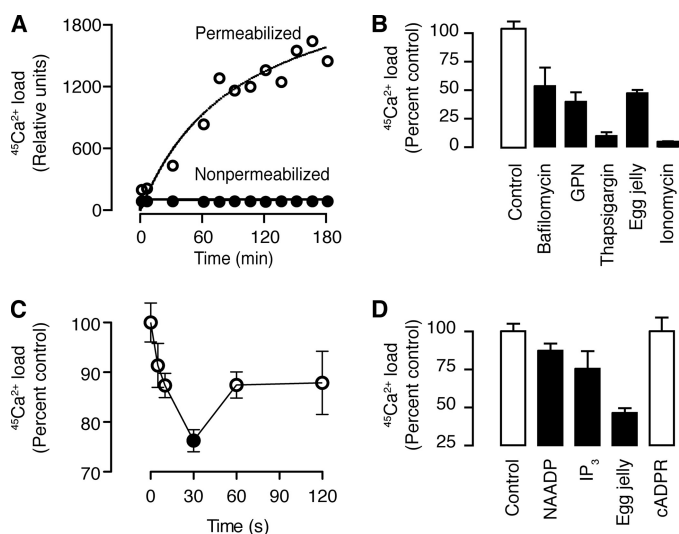 A
⁴⁵Ca²⁺ load
(Relative units)
1800
1200
600
0
Permeabilized
Nonpermeabilized
0 60 120 180
Time (min)
B
⁴⁵Ca²⁺ load
(Percent control)
100
75
50
25
0
Control
Bafilomycin
GPN
Thapsigargin
Egg jelly
Ionomycin
C
⁴⁵Ca²⁺ load
(Percent control)
100
90
80
70
0 30 60 90 120
Time (s)
D
⁴⁵Ca²⁺ load
(Percent control)
100
75
50
25
Control
NAADP
IP₃
Egg jelly
cADPR